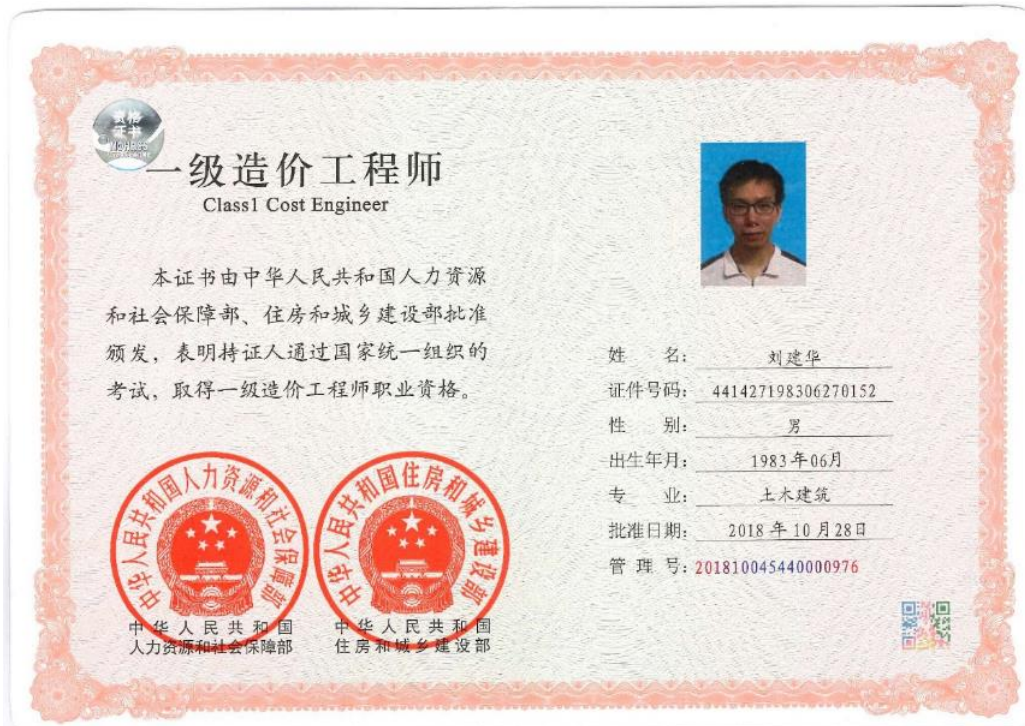 资格
证书
一级造价工程师
Class1 Cost Engineer
本证书由中华人民共和国人力资源
和社会保障部、住房和城乡建设部批准
颁发，表明持证人通过国家统一组织的
考试，取得一级造价工程师职业资格。
姓 名： 刘建华
证件号码： 441427198306270152
性 别： 男
出生年月： 1983年06月
专 业： 土木建筑
批准日期： 2018年10月28日
管理号：201810045440000976
中华人民共和国人力资源和社会保障部
中华人民共和国住房和城乡建设部
中华人民共和国
人力资源和社会保障部
中华人民共和国
住房和城乡建设部